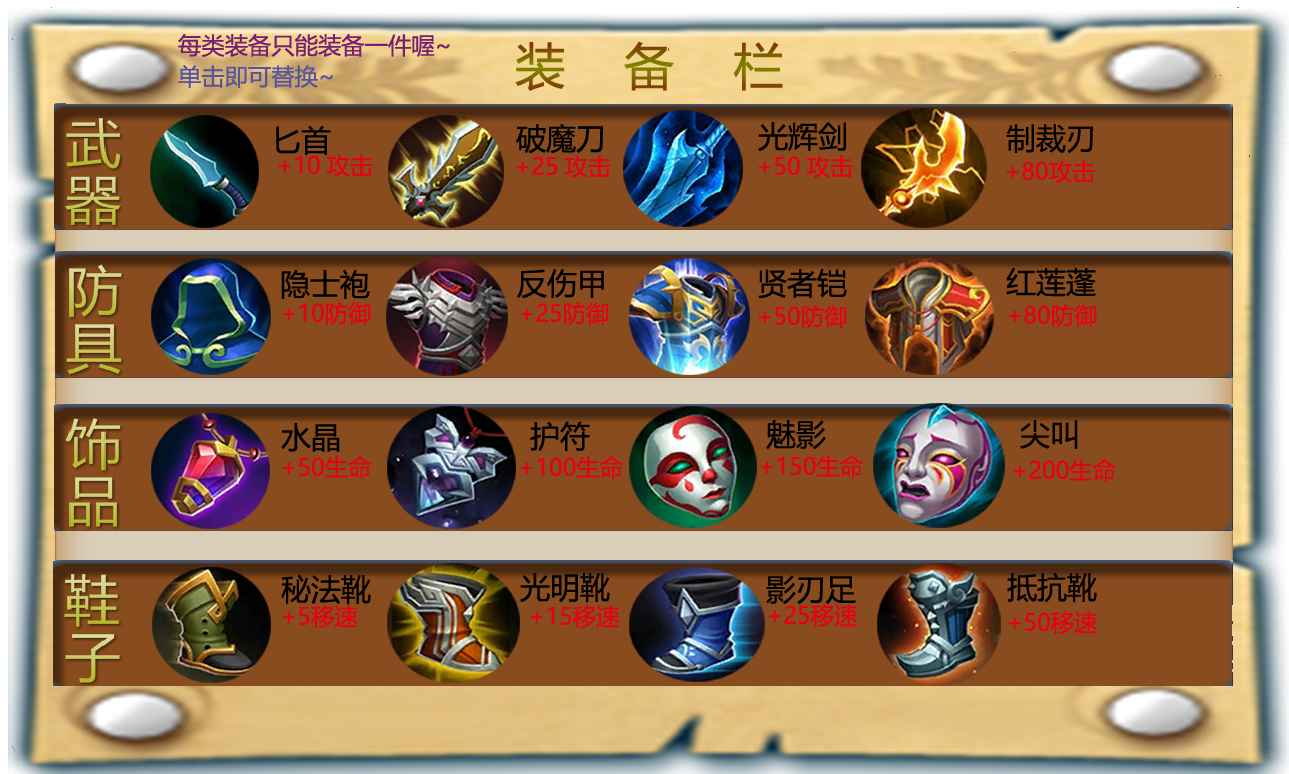 每类装备只能装备一件喔~
单击即可替换~
装备栏
武器
匕首
+10 攻击
破魔刀
+25 攻击
光辉剑
+50 攻击
制裁刃
+80攻击
防具
隐士袍
+10防御
反伤甲
+25防御
贤者铠
+50防御
红莲蓬
+80防御
饰品
水晶
+50生命
护符
+100生命
魅影
+150生命
尖叫
+200生命
鞋子
秘法靴
+5移速
光明靴
+15移速
影刃足
+25移速
抵抗靴
+50移速